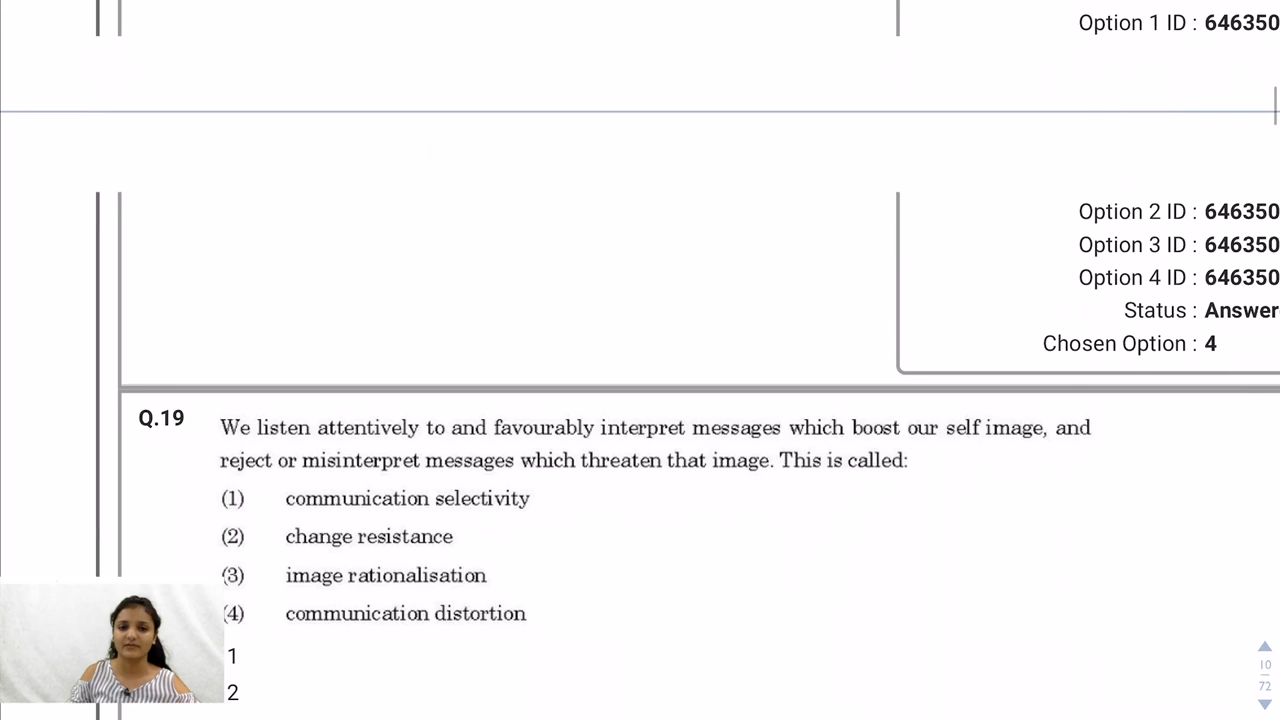 Option 1 ID : 646350
Option 2 ID : 646350
Option 3 ID : 646350
Option 4 ID : 646350
Status : Answer
Chosen Option : 4
Q.19 We listen attentively to and favourably interpret messages which boost our self image, and
reject or misinterpret messages which threaten that image. This is called:
(1) communication selectivity
(2) change resistance
(3) image rationalisation
(4) communication distortion
1
2
10
72